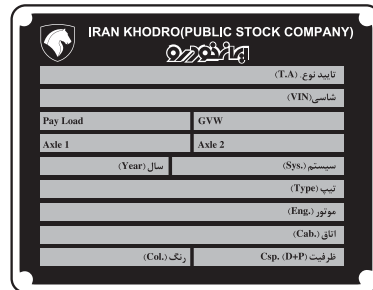 IRAN KHODRO(PUBLIC STOCK COMPANY)
ایران خودرو
تایید نوع. (T.A)
شاسی(VIN)
Pay Load GVW
Axle 1 Axle 2
سیستم (Sys.) سال (Year)
تیپ (Type)
موتور (Eng.)
اتاق (Cab.)
ظرفیت Csp. (D+P) رنگ (Col.)